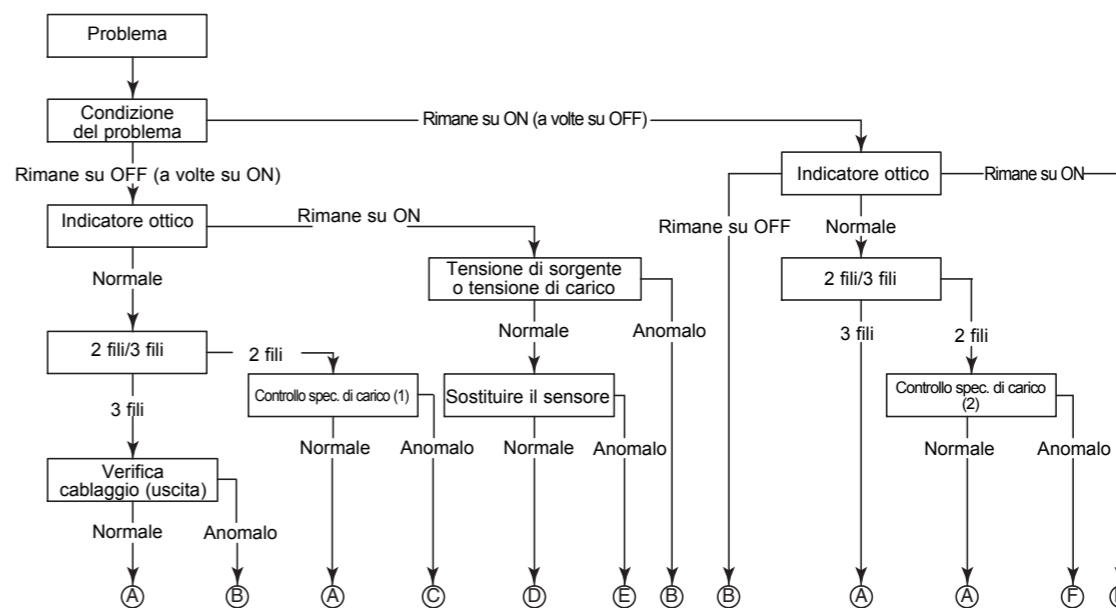 Problema
Condizione
del problema
Rimane su ON (a volte su OFF)
Rimane su OFF (a volte su ON)
Indicatore ottico
Rimane su ON
Indicatore ottico
Rimane su ON
Rimane su OFF
Normale
Normale
Tensione di sorgente
o tensione di carico
2 fili/3 fili
Normale
Anomalo
3 fili
2 fili
2 fili/3 fili
2 fili
Controllo spec. di carico (1)
Sostituire il sensore
Controllo spec. di carico
(2)
3 fili
Normale
Anomalo
Normale
Anomalo
Normale
Anomalo
Verifica
cablaggio (uscita)
Normale
Anomalo
A
B
A
C
D
E
B
B
A
A
F